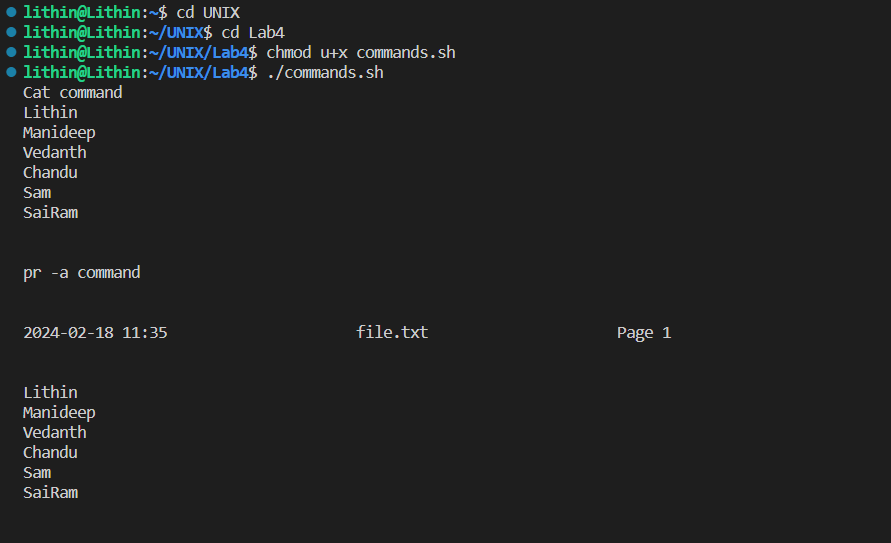 lithin@Lithin:~$ cd UNIX
lithin@Lithin:~/UNIX$ cd Lab4
lithin@Lithin:~/UNIX/Lab4$ chmod u+x commands.sh
lithin@Lithin:~/UNIX/Lab4$ ./commands.sh
Cat command
Lithin
Manideep
Vedanth
Chandu
Sam
SaiRam
pr -a command
2024-02-18 11:35 file.txt Page 1
Lithin
Manideep
Vedanth
Chandu
Sam
SaiRam